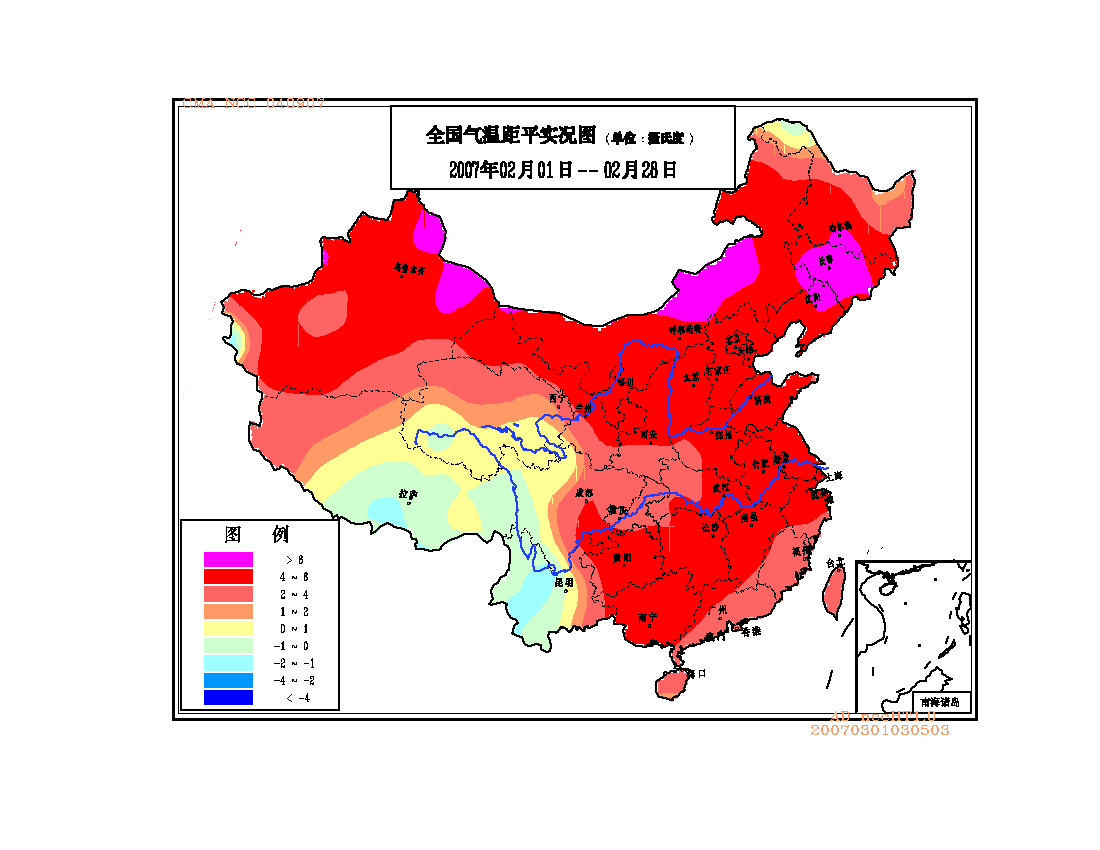 CMA NCC 040907
全国气温距平实况图 (单位:摄氏度)
2007年02月01日 -- 02月28日
哈尔滨
长春
乌鲁木齐
沈阳
呼和浩特
北京
天津
银川
太原
石家庄
济南
西宁
兰州
西安
郑州
合肥
南京
上海
拉萨
成都
武汉
杭州
重庆
长沙
南昌
贵阳
福州
昆明
台北
广州
南宁
澳门
香港
海口
图 例
> 6
4 ~ 6
2 ~ 4
1 ~ 2
0 ~ 1
-1 ~ 0
-2 ~ -1
-4 ~ -2
< -4
南海诸岛
20070301030503